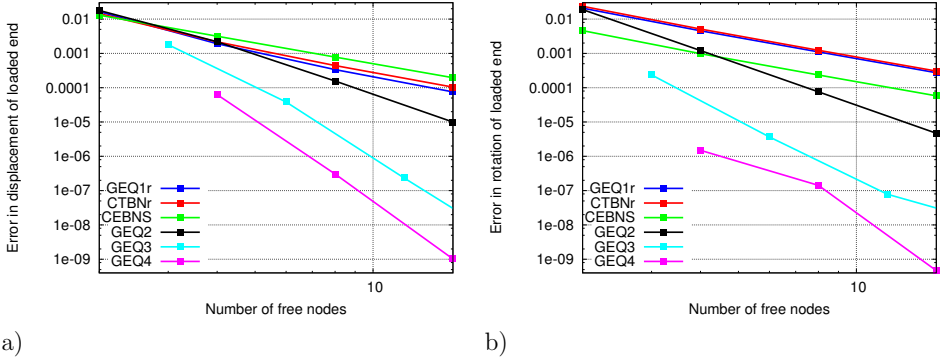 0.01
0.001
0.0001
1e-05
1e-06
1e-07
1e-08
1e-09
Error in displacement of loaded end
GEQ1r
CTBNr
CEBNS
GEQ2
GEQ3
GEQ4
10
Number of free nodes
a)
0.01
0.001
0.0001
1e-05
1e-06
1e-07
1e-08
1e-09
Error in rotation of loaded end
GEQ1r
CTBNr
CEBNS
GEQ2
GEQ3
GEQ4
10
Number of free nodes
b)